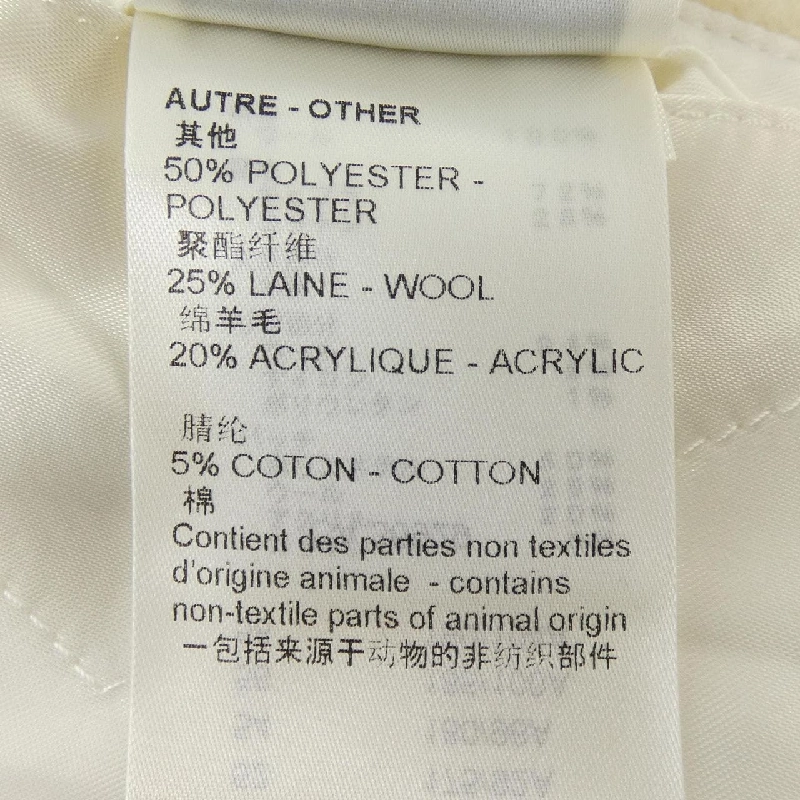 AUTRE - OTHER
其他
50% POLYESTER -
POLYESTER
聚酯纤维
25% LAINE - WOOL
绵羊毛
20% ACRYLIQUE - ACRYLIC
腈纶
5% COTON - COTTON
棉
Contient des parties non textiles
d'origine animale - contains
non-textile parts of animal origin
一包括来源于动物的非纺织部件